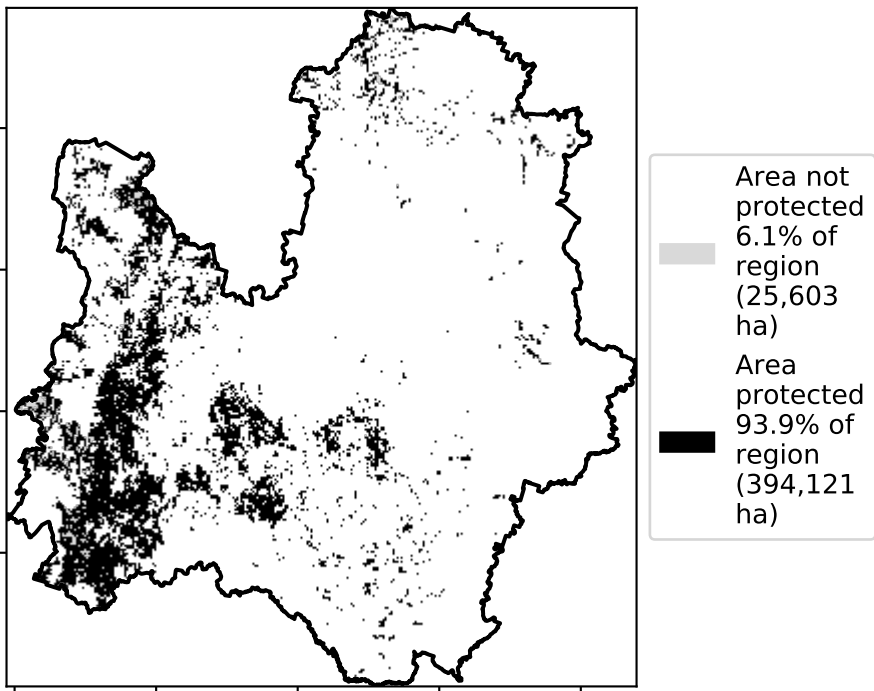 Area not
protected
6.1% of
region
(25,603
ha)
Area
protected
93.9% of
region
(394,121
ha)